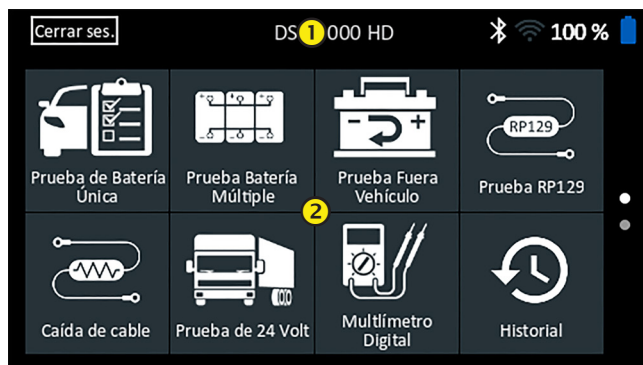 Cerrar ses.
DS 1 000 HD
100 %
Prueba de Batería
Única
Prueba Batería
Múltiple
Prueba Fuera
Vehículo
RP129
Prueba RP129
2
Caída de cable
Prueba de 24 Volt
Multímetro
Digital
Historial